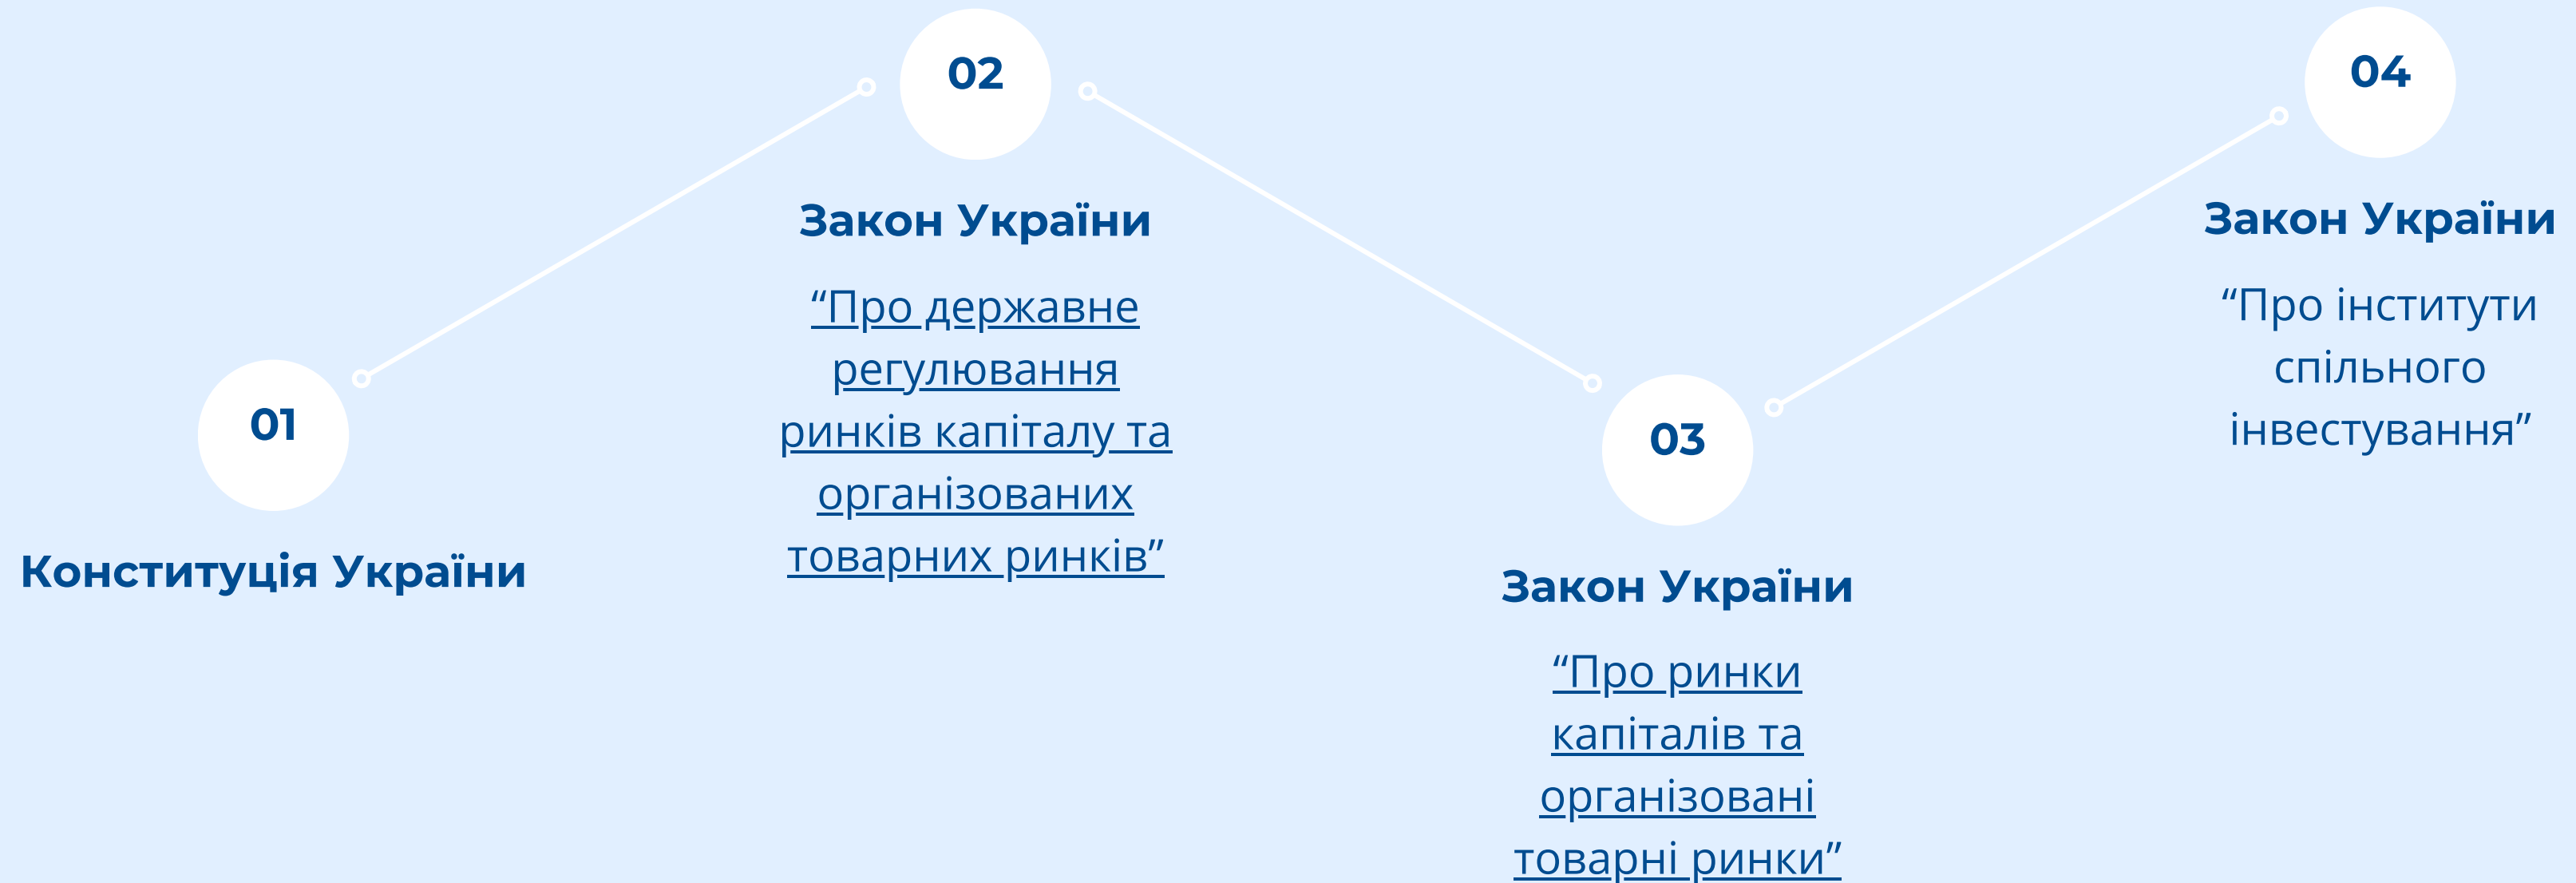 01
Конституція України
02
Закон України
“Про державне
регулювання
ринків капіталу та
організованих
товарних ринків”
03
Закон України
“Про ринки
капіталів та
організовані
товарні ринки”
04
Закон України
“Про інститути
спільного
інвестування”